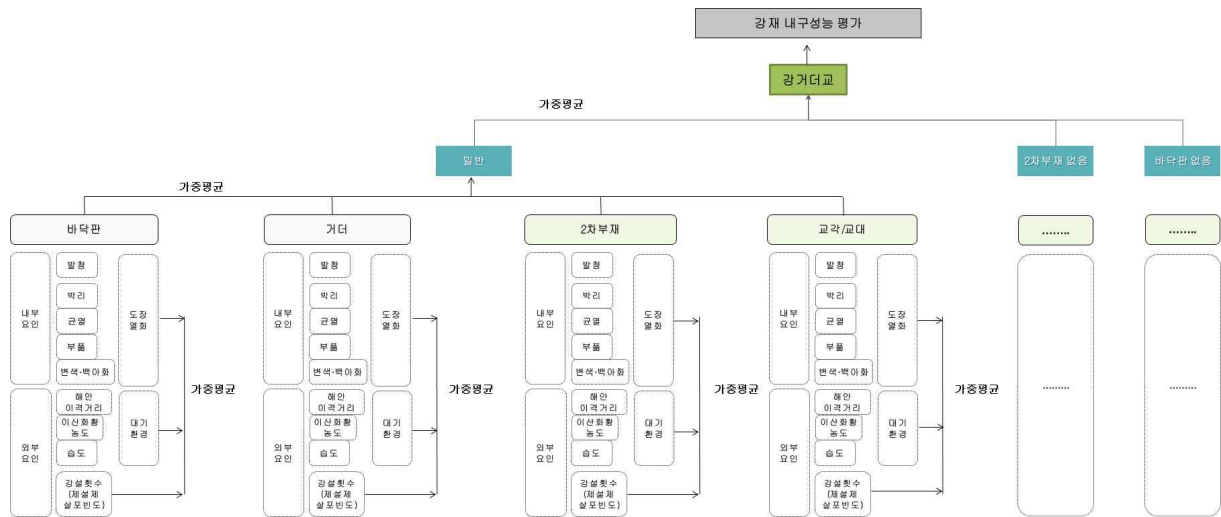 강재 내구성능 평가
강거더교
가중평균
일반
2차부재 없음
바닥판 없음
가중평균
바닥판
거더
2차부재
교각/교대
........
........
내부
요인
발청
박리
균열
부풂
변색·백아화
도장
열화
외부
요인
해안
이격거리
이산화황
농도
습도
대기
환경
강설횟수
(제설제
살포빈도)
가중평균
내부
요인
발청
박리
균열
부풂
변색·백아화
도장
열화
외부
요인
해안
이격거리
이산화황
농도
습도
대기
환경
강설횟수
(제설제
살포빈도)
가중평균
내부
요인
발청
박리
균열
부풂
변색·백아화
도장
열화
외부
요인
해안
이격거리
이산화황
농도
습도
대기
환경
강설횟수
(제설제
살포빈도)
가중평균
내부
요인
발청
박리
균열
부풂
변색·백아화
도장
열화
외부
요인
해안
이격거리
이산화황
농도
습도
대기
환경
강설횟수
(제설제
살포빈도)
가중평균
.........
.........